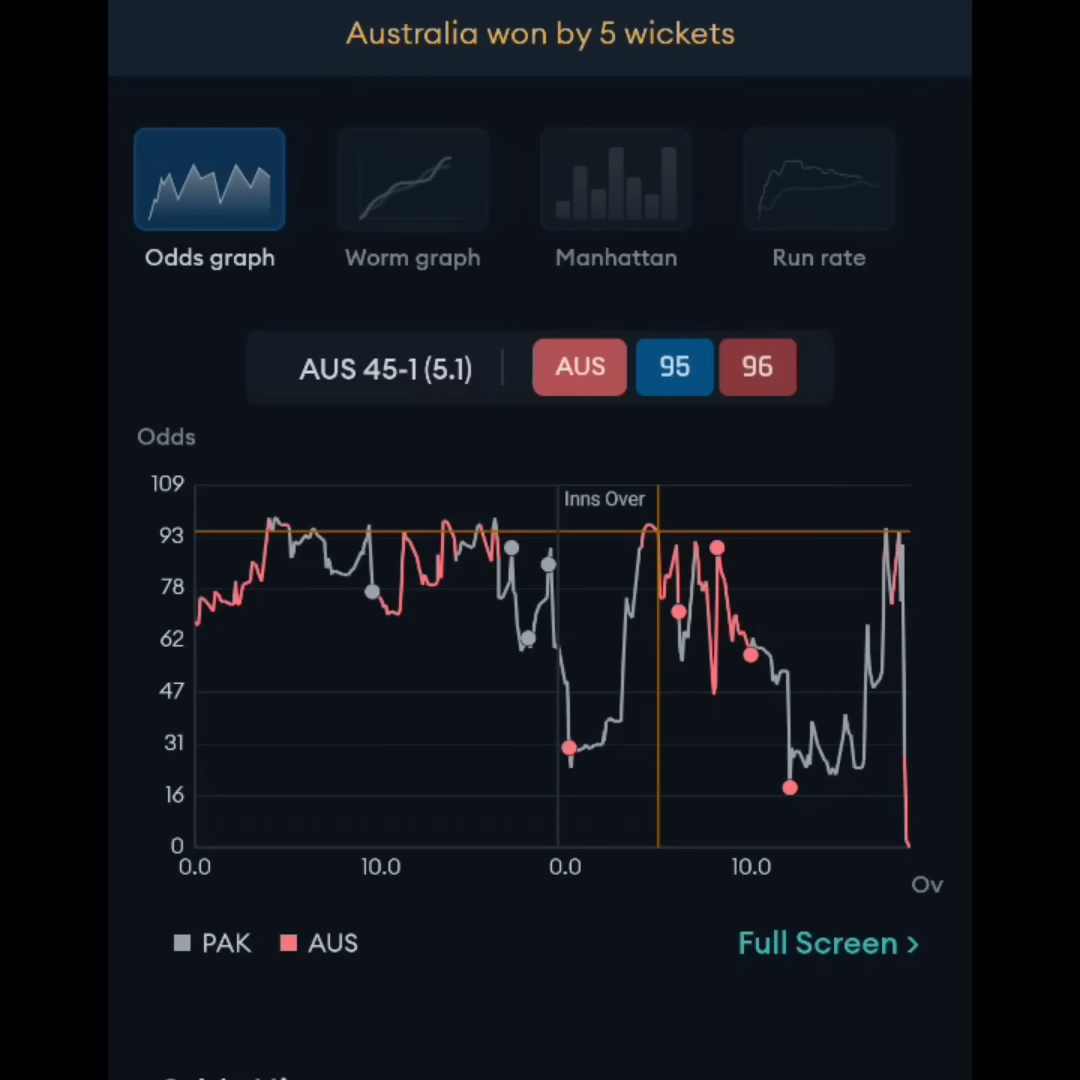 Australia won by 5 wickets
Odds graph Worm graph Manhattan Run rate
AUS 45-1 (5.1) AUS 95 96
Odds
109
Inns Over
93
78
62
47
31
16
0
0.0 10.0 0.0 10.0
Ov
PAK AUS Full Screen >